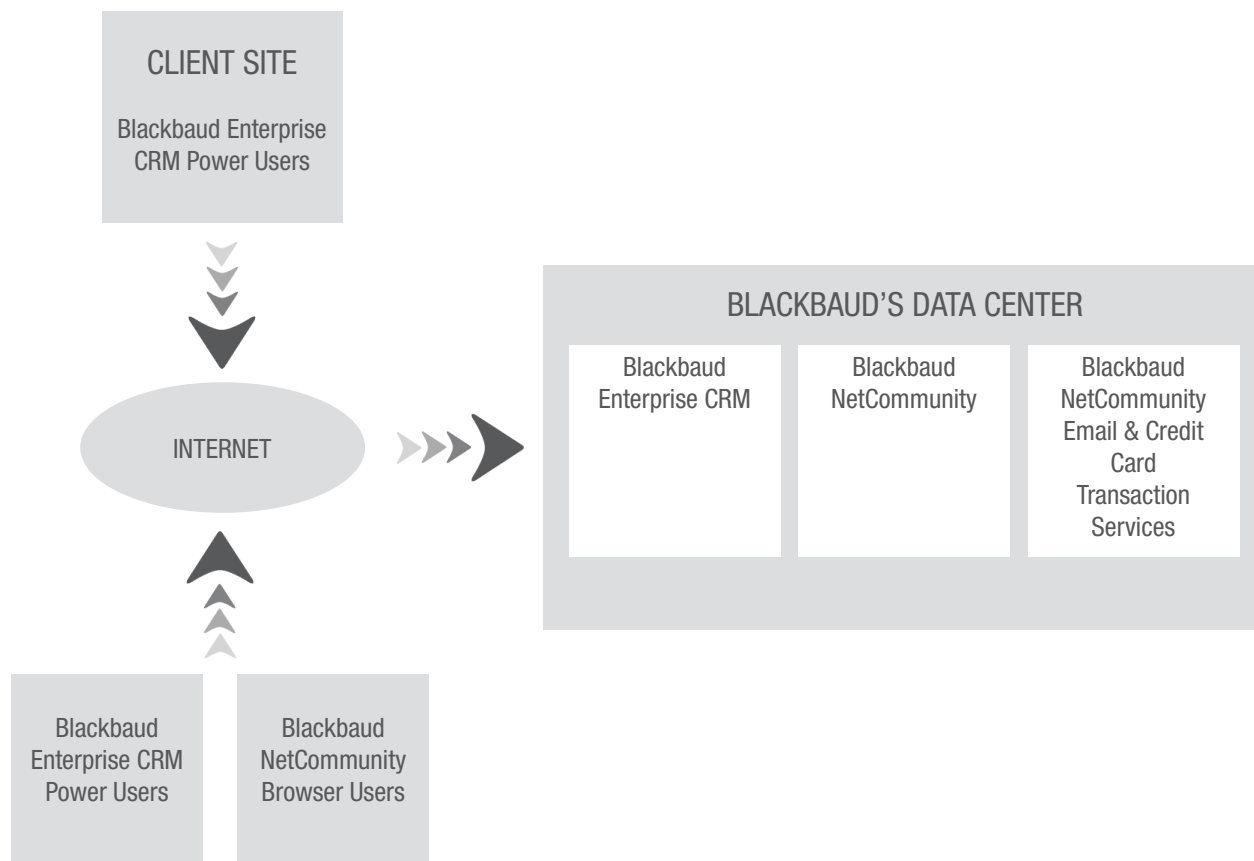 CLIENT SITE
Blackbaud Enterprise
CRM Power Users
INTERNET
BLACKBAUD’S DATA CENTER
Blackbaud
Enterprise CRM
Blackbaud
NetCommunity
Blackbaud
NetCommunity
Email & Credit
Card
Transaction
Services
Blackbaud
Enterprise CRM
Power Users
Blackbaud
NetCommunity
Browser Users